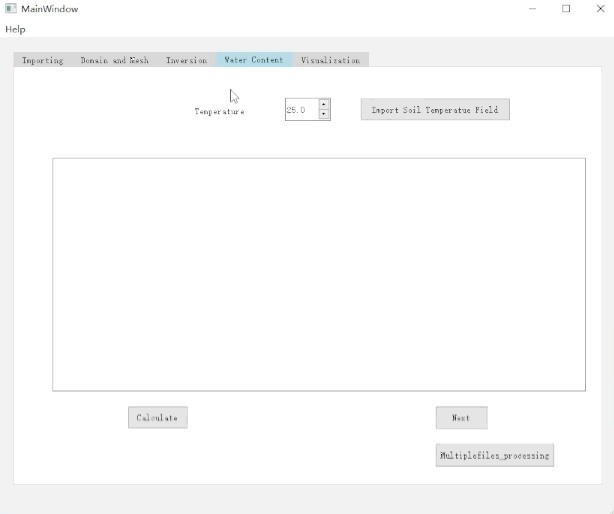 MainWindow
Help
Importing Domain and Mesh Inversion Water Content Visualization
Temperature 25.0 Import Soil Temperatue Field
Calculate Next
Multiplefiles_processing